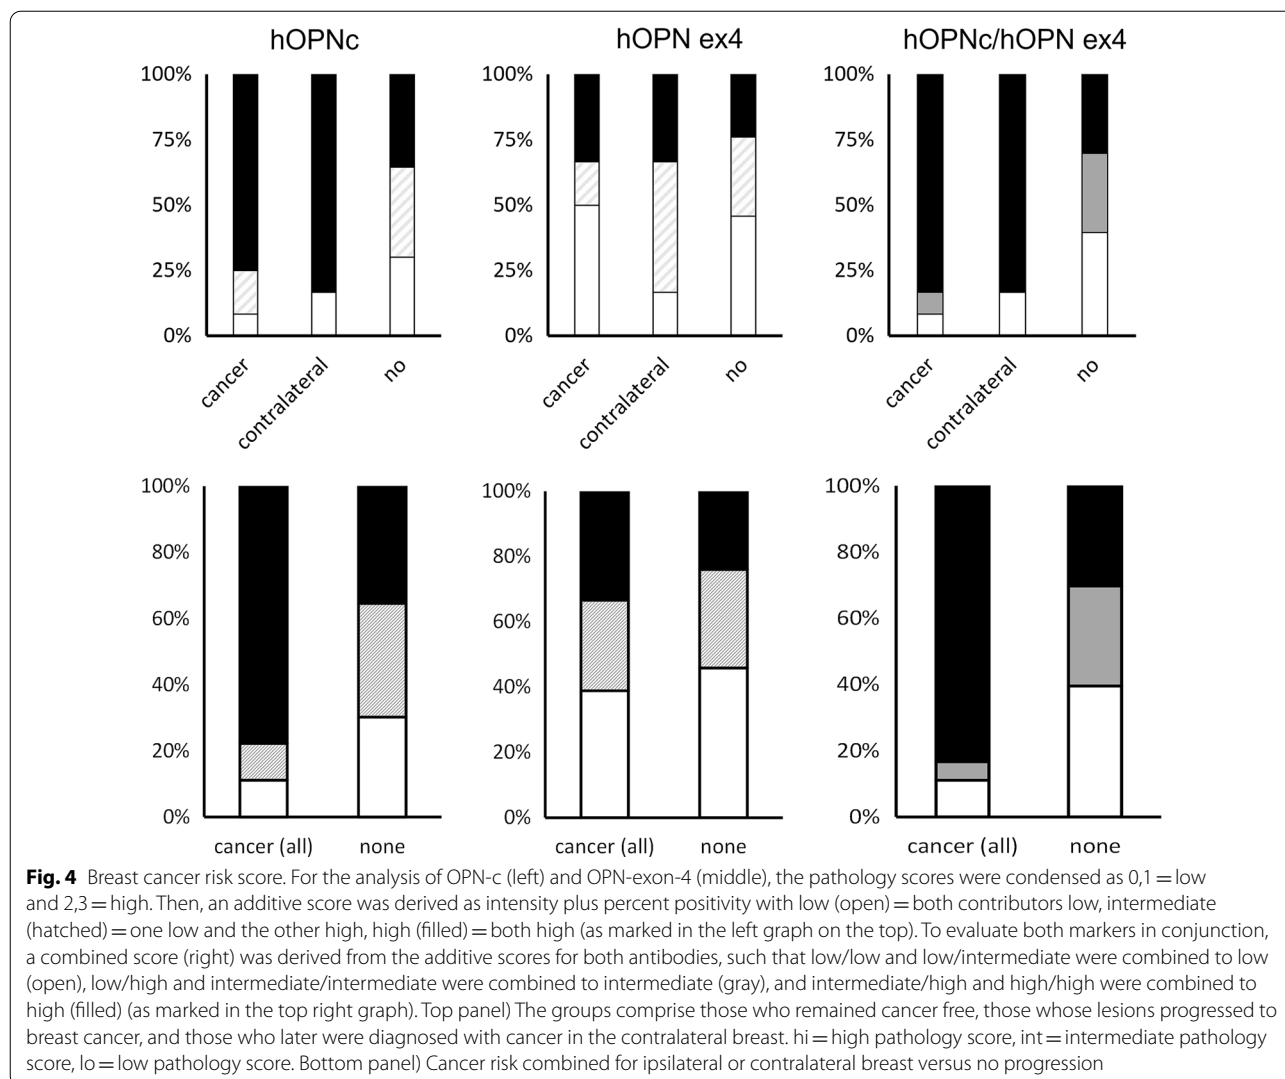 hOPNc
hOPN ex4
hOPNc/hOPN ex4
100%
75%
50%
25%
0%
cancer
contralateral
no
100%
75%
50%
25%
0%
cancer
contralateral
no
100%
75%
50%
25%
0%
cancer
contralateral
no
100%
80%
60%
40%
20%
0%
cancer (all)
none
100%
80%
60%
40%
20%
0%
cancer (all)
none
100%
80%
60%
40%
20%
0%
cancer (all)
none
Fig. 4 Breast cancer risk score. For the analysis of OPN-c (left) and OPN-exon-4 (middle), the pathology scores were condensed as 0,1 = low
and 2,3 = high. Then, an additive score was derived as intensity plus percent positivity with low (open) = both contributors low, intermediate
(hatched) = one low and the other high, high (filled) = both high (as marked in the left graph on the top). To evaluate both markers in conjunction,
a combined score (right) was derived from the additive scores for both antibodies, such that low/low and low/intermediate were combined to low
(open), low/high and intermediate/intermediate were combined to intermediate (gray), and intermediate/high and high/high were combined to
high (filled) (as marked in the top right graph). Top panel) The groups comprise those who remained cancer free, those whose lesions progressed to
breast cancer, and those who later were diagnosed with cancer in the contralateral breast. hi = high pathology score, int = intermediate pathology
score, lo = low pathology score. Bottom panel) Cancer risk combined for ipsilateral or contralateral breast versus no progression